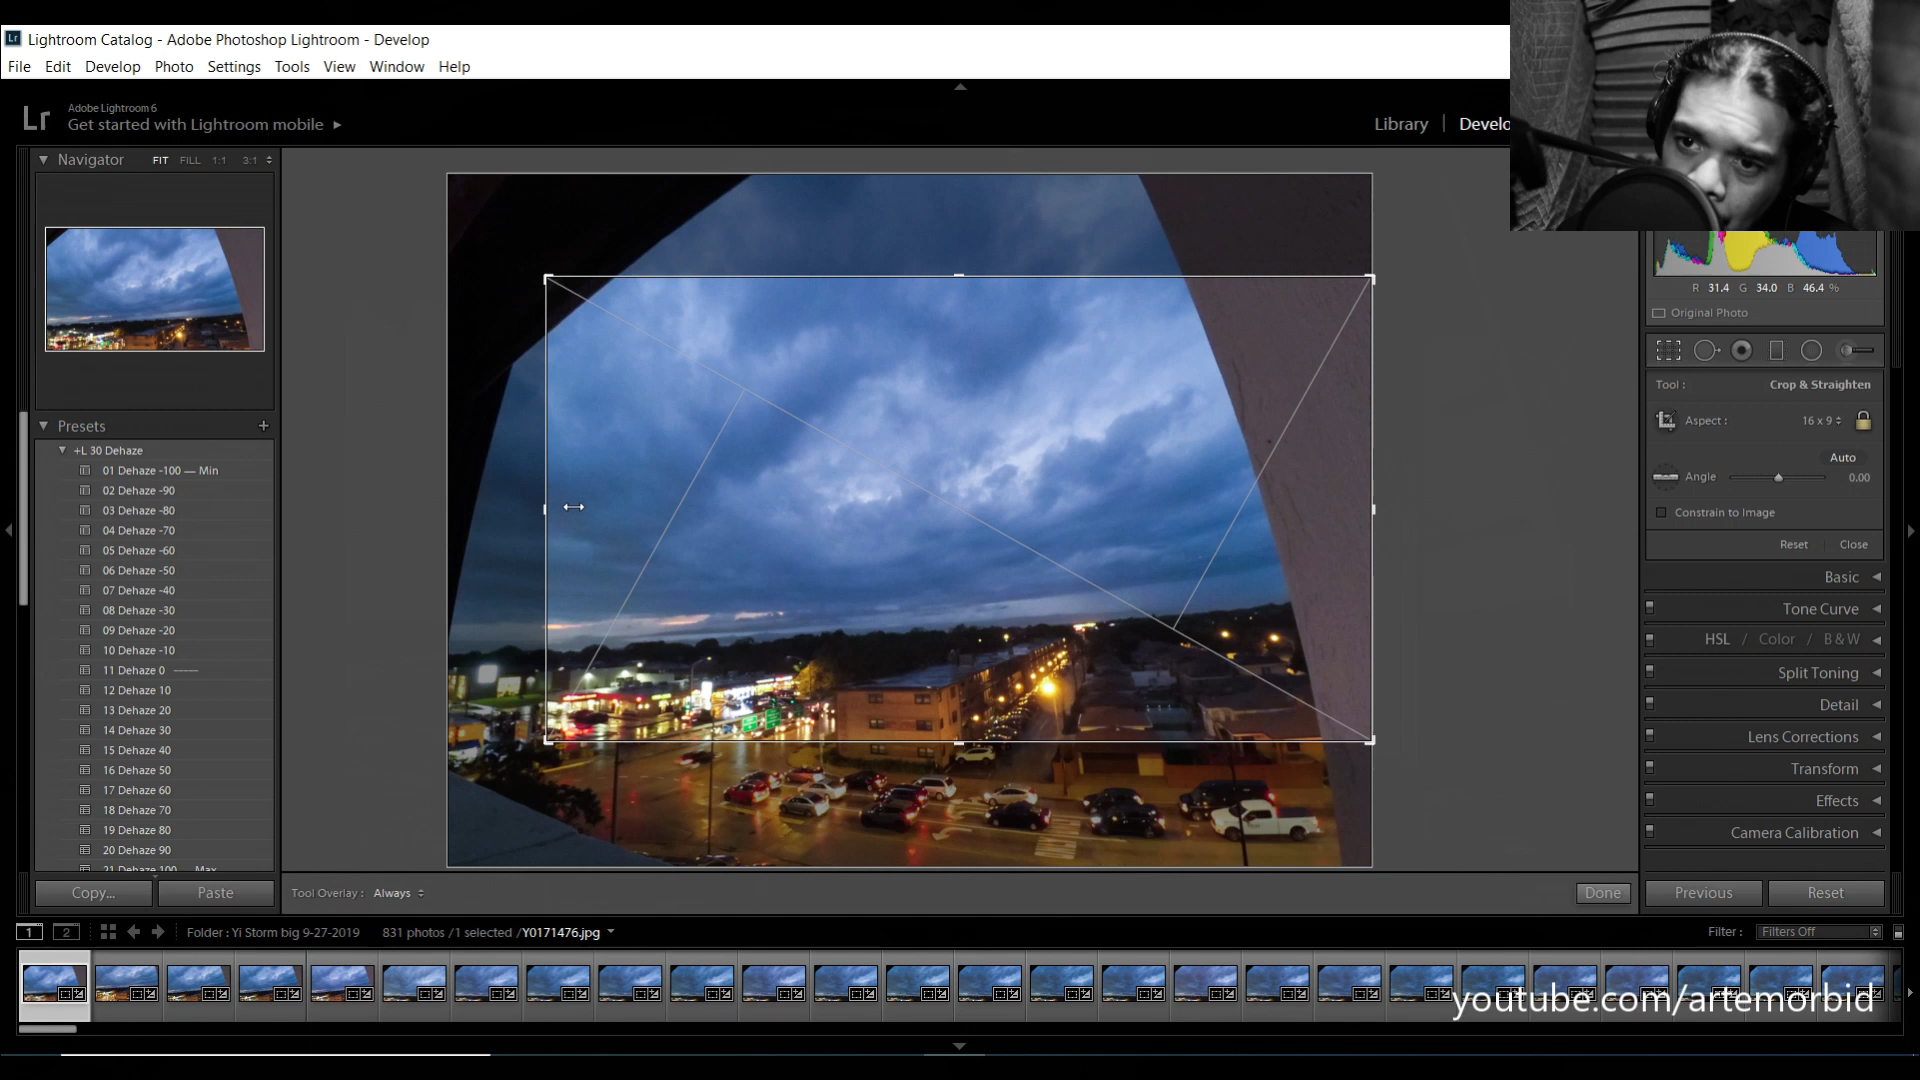 Lr Lightroom Catalog - Adobe Photoshop Lightroom - Develop
File Edit Develop Photo Settings Tools View Window Help
Lr Adobe Lightroom 6
Get started with Lightroom mobile
Library | Develo
Navigator FIT FILL 1:1 3:1
R 31.4 G 34.0 B 46.4 %
Original Photo
Tool : Crop & Straighten
Aspect : 16 x 9
Auto
Angle 0.00
Constrain to Image
Reset Close
Basic
Tone Curve
HSL / Color / B & W
Split Toning
Detail
Lens Corrections
Transform
Effects
Camera Calibration
Previous Reset
Presets +
+L 30 Dehaze
01 Dehaze -100 — Min
02 Dehaze -90
03 Dehaze -80
04 Dehaze -70
05 Dehaze -60
06 Dehaze -50
07 Dehaze -40
08 Dehaze -30
09 Dehaze -20
10 Dehaze -10
11 Dehaze 0 -----
12 Dehaze 10
13 Dehaze 20
14 Dehaze 30
15 Dehaze 40
16 Dehaze 50
17 Dehaze 60
18 Dehaze 70
19 Dehaze 80
20 Dehaze 90
21 Dehaze 100 Max
Copy... Paste
Tool Overlay : Always Done
1 2 Folder : Yi Storm big 9-27-2019 831 photos / 1 selected / Y0171476.jpg Filter : Filters Off
youtube.com/artemorbid